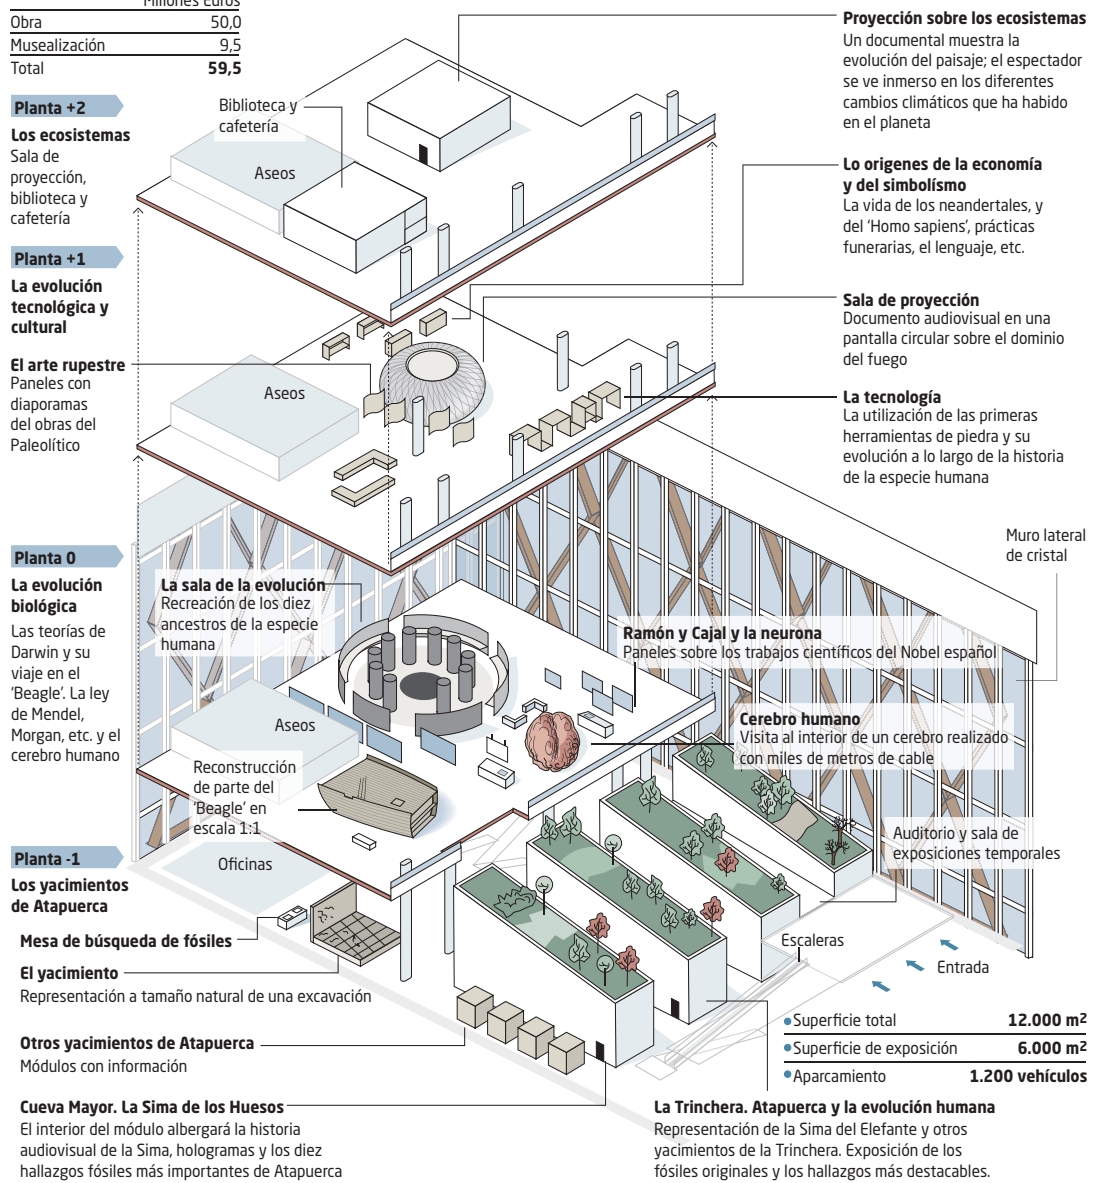 Millones Euros
Obra 50,0
Musealización 9,5
Total 59,5
Planta +2
Los ecosistemas
Sala de
proyección,
biblioteca y
cafetería
Biblioteca y
cafetería
Aseos
Proyección sobre los ecosistemas
Un documental muestra la
evolución del paisaje; el espectador
se ve inmerso en los diferentes
cambios climáticos que ha habido
en el planeta
Lo origenes de la economía
y del simbolísmo
La vida de los neandertales, y
del 'Homo sapiens', prácticas
funerarias, el lenguaje, etc.
Planta +1
La evolución
tecnológica y
cultural
El arte rupestre
Paneles con
diaporamas
del obras del
Paleolítico
Aseos
Sala de proyección
Documento audiovisual en una
pantalla circular sobre el dominio
del fuego
La tecnología
La utilización de las primeras
herramientas de piedra y su
evolución a lo largo de la historia
de la especie humana
Muro lateral
de cristal
Planta 0
La evolución
biológica
Las teorías de
Darwin y su
viaje en el
'Beagle'. La ley
de Mendel,
Morgan, etc. y el
cerebro humano
La sala de la evolución
Recreación de los diez
ancestros de la especie
humana
Ramón y Cajal y la neurona
Paneles sobre los trabajos científicos del Nobel español
Aseos
Cerebro humano
Visita al interior de un cerebro realizado
con miles de metros de cable
Reconstrucción
de parte del
'Beagle' en
escala 1:1
Auditorio y sala de
exposiciones temporales
Planta -1
Los yacimientos
de Atapuerca
Oficinas
Mesa de búsqueda de fósiles
El yacimiento
Representación a tamaño natural de una excavación
Escaleras
Entrada
Otros yacimientos de Atapuerca
Módulos con información
Superficie total 12.000 m2
Superficie de exposición 6.000 m2
Aparcamiento 1.200 vehículos
Cueva Mayor. La Sima de los Huesos
El interior del módulo albergará la historia
audiovisual de la Sima, hologramas y los diez
hallazgos fósiles más importantes de Atapuerca
La Trinchera. Atapuerca y la evolución humana
Representación de la Sima del Elefante y otros
yacimientos de la Trinchera. Exposición de los
fósiles originales y los hallazgos más destacables.